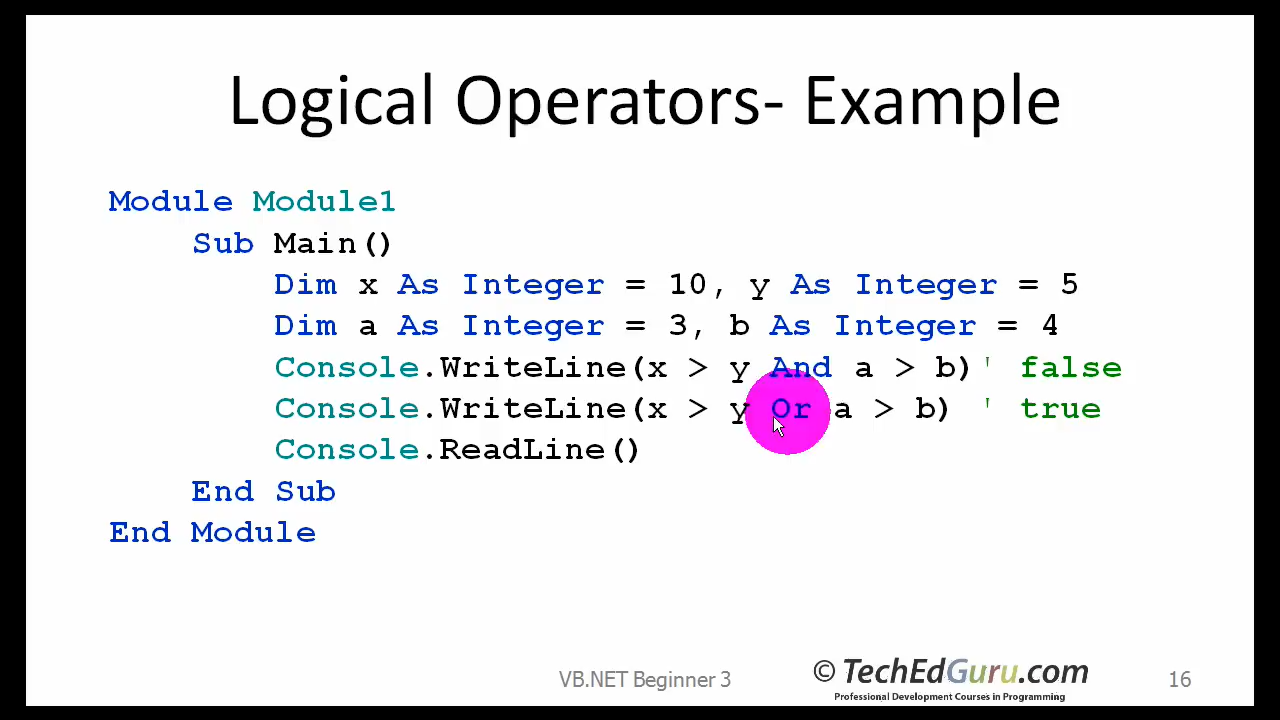 Logical Operators- Example
Module Module1
Sub Main()
Dim x As Integer = 10, y As Integer = 5
Dim a As Integer = 3, b As Integer = 4
Console.WriteLine(x > y And a > b)' false
Console.WriteLine(x > y Or a > b) ' true
Console.ReadLine()
End Sub
End Module
VB.NET Beginner 3
© TechEdGuru.com
Professional Development Courses in Programming
16